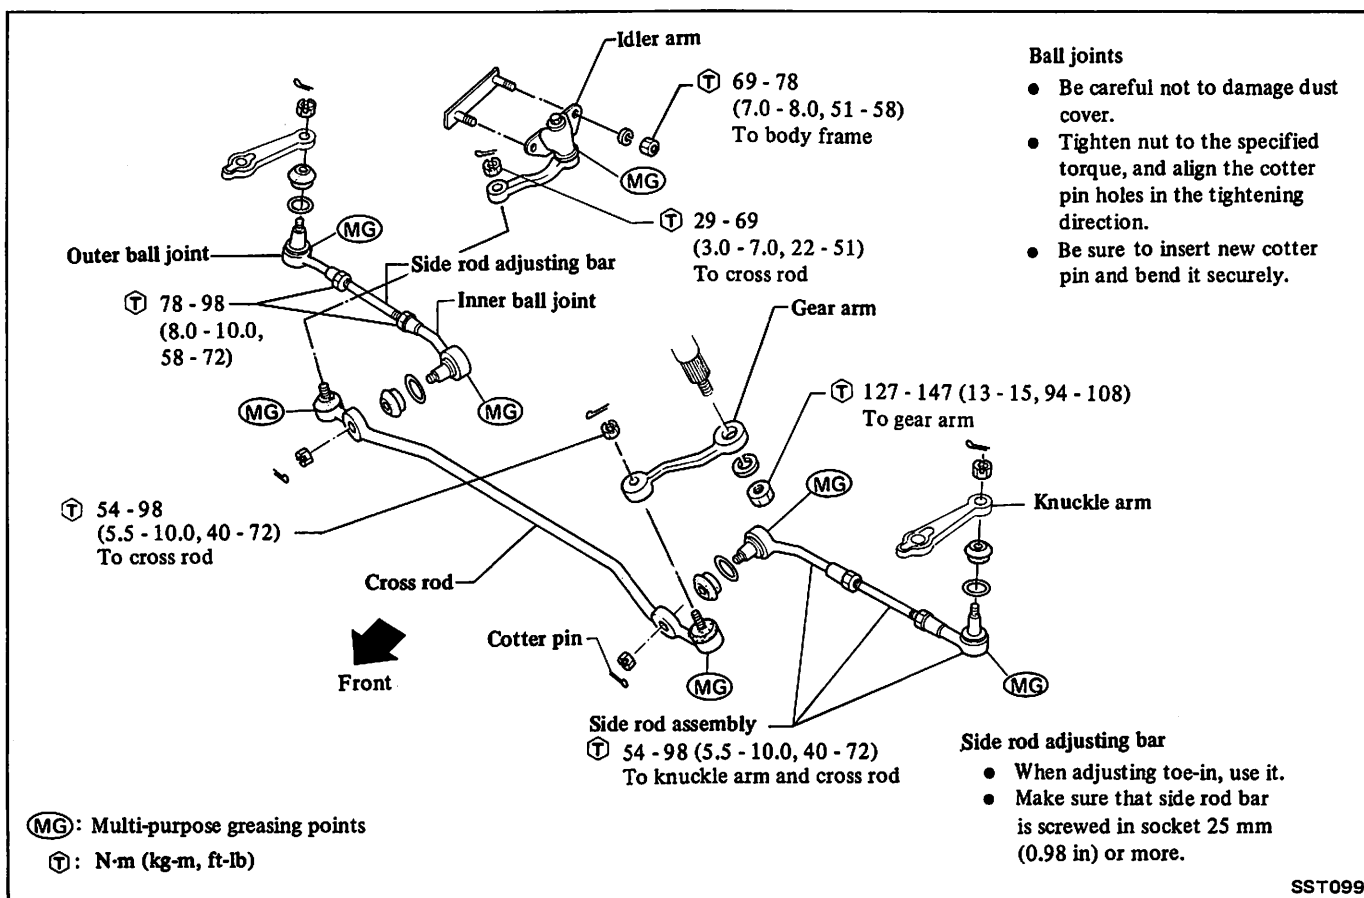 Idler arm
Ⓣ 69 - 78
(7.0 - 8.0, 51 - 58)
To body frame
MG
Ⓣ 29 - 69
(3.0 - 7.0, 22 - 51)
To cross rod
MG
Outer ball joint
Side rod adjusting bar
Inner ball joint
Ⓣ 78 - 98
(8.0 - 10.0,
58 - 72)
MG
MG
Gear arm
Ⓣ 127 - 147 (13 - 15, 94 - 108)
To gear arm
MG
Knuckle arm
Ⓣ 54 - 98
(5.5 - 10.0, 40 - 72)
To cross rod
Cross rod
Cotter pin
Front
MG
MG
Side rod assembly
Ⓣ 54 - 98 (5.5 - 10.0, 40 - 72)
To knuckle arm and cross rod
Ball joints
● Be careful not to damage dust
cover.
● Tighten nut to the specified
torque, and align the cotter
pin holes in the tightening
direction.
● Be sure to insert new cotter
pin and bend it securely.
Side rod adjusting bar
● When adjusting toe-in, use it.
● Make sure that side rod bar
is screwed in socket 25 mm
(0.98 in) or more.
MG : Multi-purpose greasing points
Ⓣ : N·m (kg-m, ft-lb)
SST099